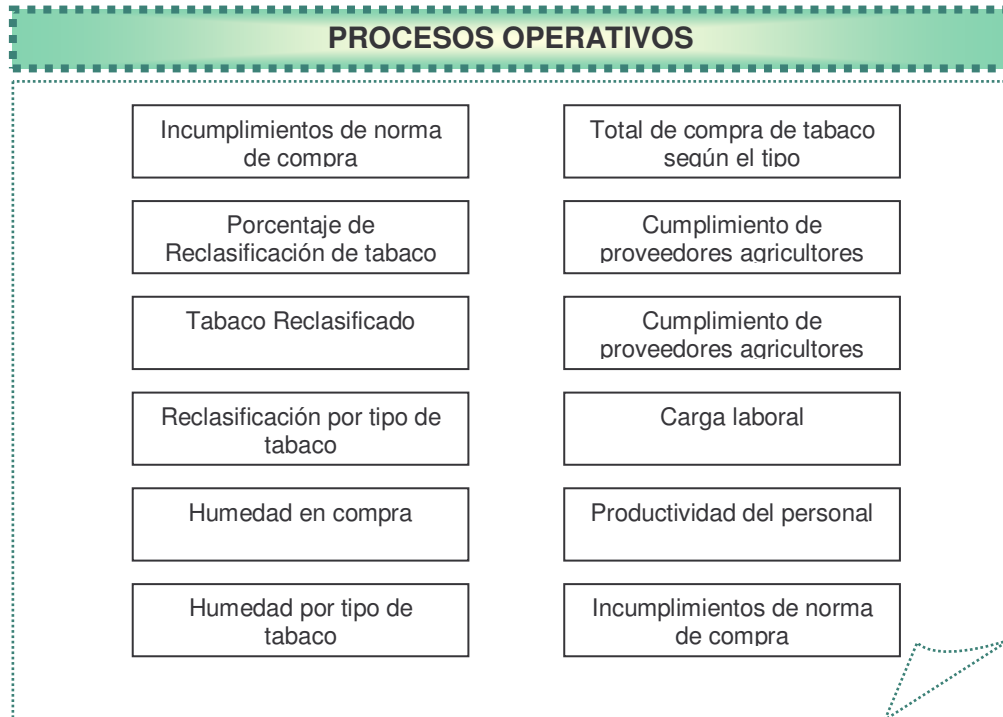 PROCESOS OPERATIVOS
Incumplimientos de norma
de compra
Total de compra de tabaco
según el tipo
Porcentaje de
Reclasificación de tabaco
Cumplimiento de
proveedores agricultores
Tabaco Reclasificado
Cumplimiento de
proveedores agricultores
Reclasificación por tipo de
tabaco
Carga laboral
Humedad en compra
Productividad del personal
Humedad por tipo de
tabaco
Incumplimientos de norma
de compra